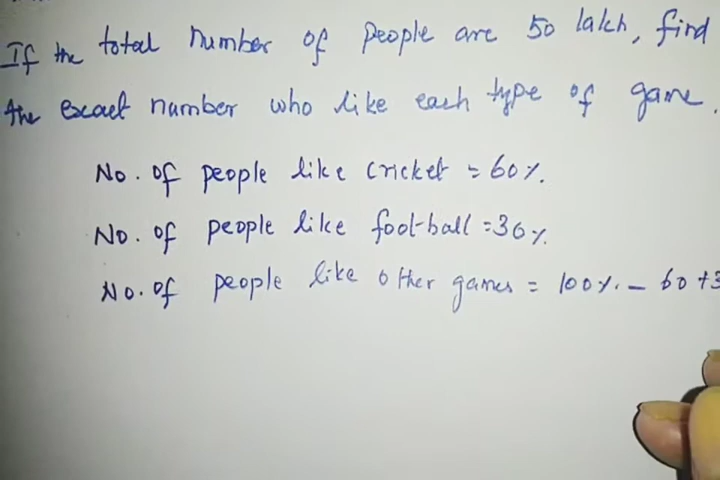 If the total number of people are 50 lakh, find
the exact number who like each type of game.
No. of people like cricket = 60%.
No. of people like foot-ball = 30%
No. of people like other games = 100% - 60 + 3